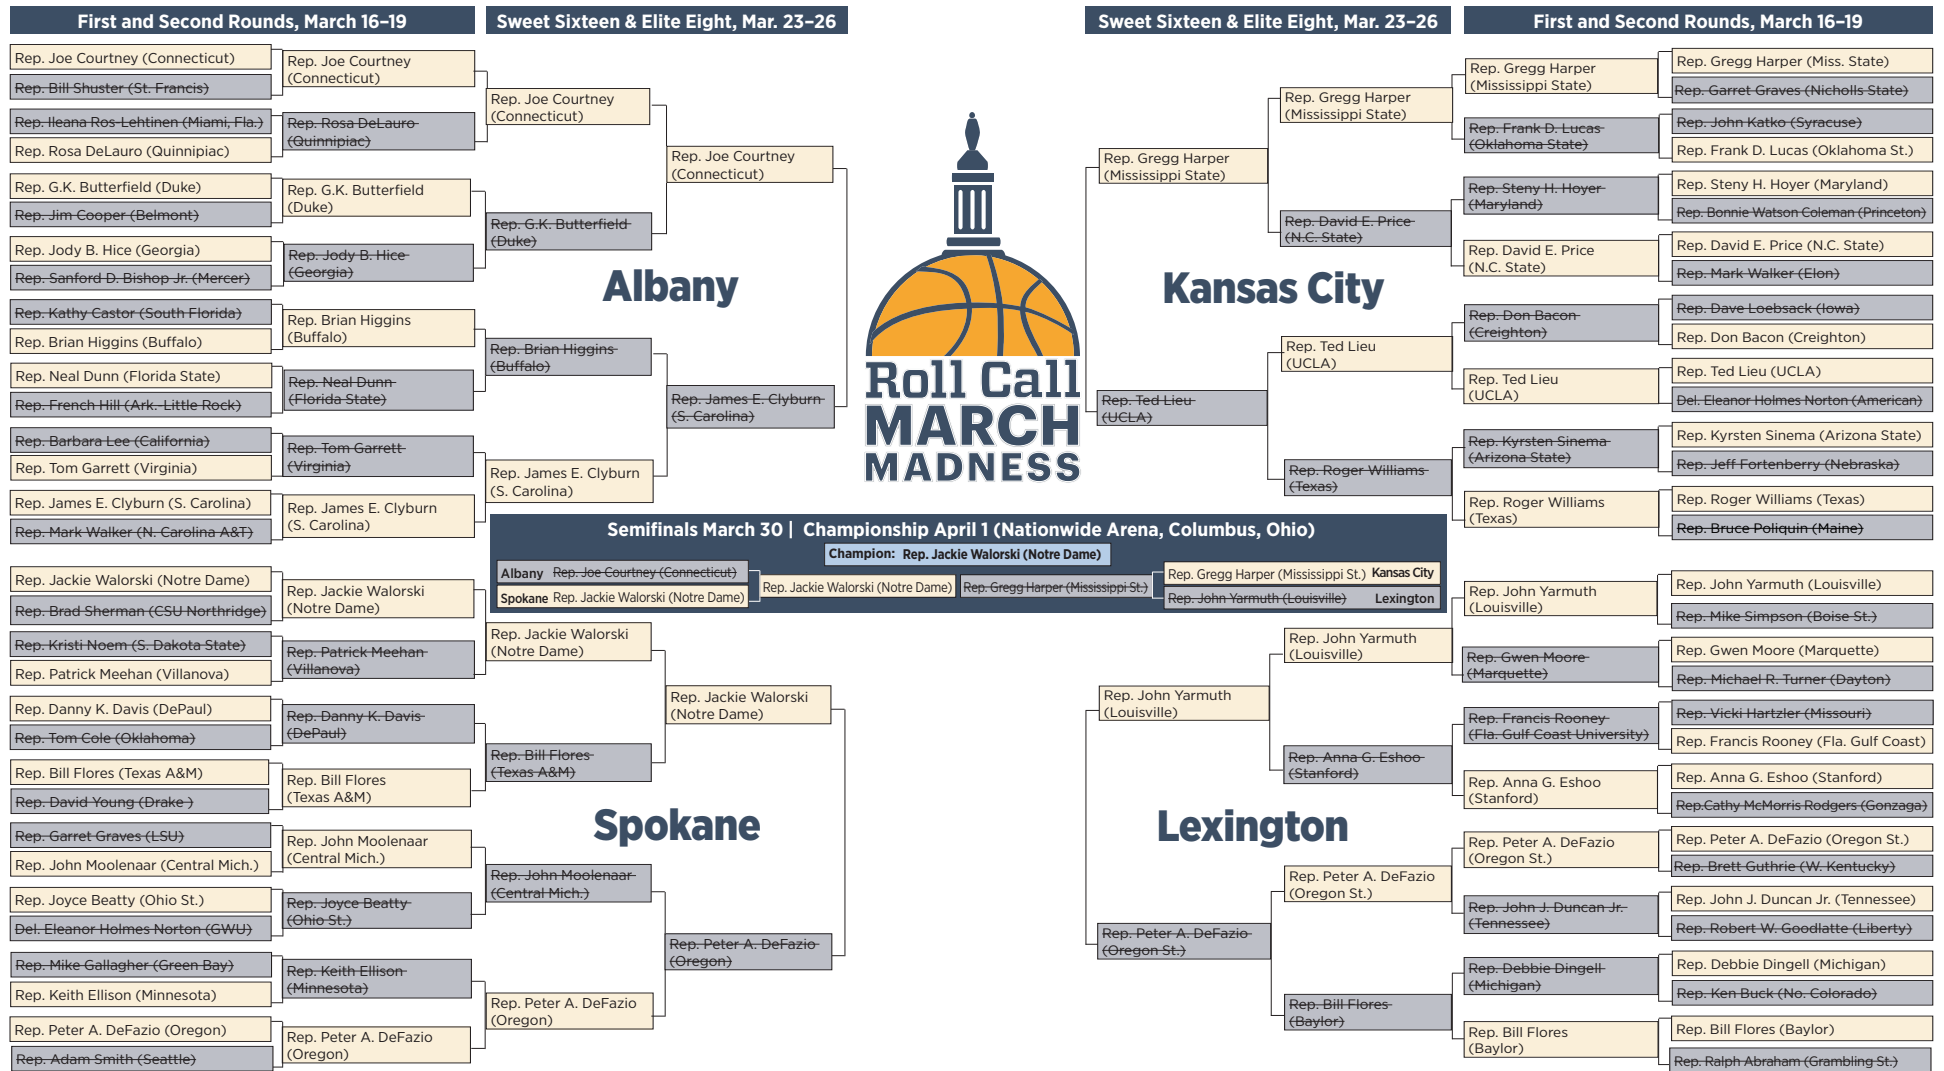 First and Second Rounds, March 16–19
Sweet Sixteen & Elite Eight, Mar. 23–26
Sweet Sixteen & Elite Eight, Mar. 23–26
First and Second Rounds, March 16–19
Rep. Joe Courtney (Connecticut)
Rep. Bill Shuster (St. Francis)
Rep. Ileana Ros-Lehtinen (Miami, Fla.)
Rep. Rosa DeLauro (Quinnipiac)
Rep. G.K. Butterfield (Duke)
Rep. Jim Cooper (Belmont)
Rep. Jody B. Hice (Georgia)
Rep. Sanford D. Bishop Jr. (Mercer)
Rep. Kathy Castor (South Florida)
Rep. Brian Higgins (Buffalo)
Rep. Neal Dunn (Florida State)
Rep. French Hill (Ark.-Little Rock)
Rep. Barbara Lee (California)
Rep. Tom Garrett (Virginia)
Rep. James E. Clyburn (S. Carolina)
Rep. Mark Walker (N. Carolina A&T)
Rep. Joe Courtney
(Connecticut)
Rep. Rosa DeLauro
(Quinnipiac)
Rep. G.K. Butterfield
(Duke)
Rep. Jody B. Hice
(Georgia)
Rep. Brian Higgins
(Buffalo)
Rep. Neal Dunn
(Florida State)
Rep. Tom Garrett
(Virginia)
Rep. James E. Clyburn
(S. Carolina)
Rep. Joe Courtney
(Connecticut)
Rep. G.K. Butterfield
(Duke)
Rep. Brian Higgins
(Buffalo)
Rep. James E. Clyburn
(S. Carolina)
Rep. Joe Courtney
(Connecticut)
Rep. James E. Clyburn
(S. Carolina)
Albany
Roll Call
MARCH
MADNESS
Kansas City
Rep. Gregg Harper
(Mississippi State)
Rep. Ted Lieu
(UCLA)
Rep. Gregg Harper
(Mississippi State)
Rep. David E. Price
(N.C. State)
Rep. Ted Lieu
(UCLA)
Rep. Roger Williams
(Texas)
Rep. Gregg Harper
(Mississippi State)
Rep. Frank D. Lucas
(Oklahoma State)
Rep. Steny H. Hoyer
(Maryland)
Rep. David E. Price
(N.C. State)
Rep. Don Bacon
(Creighton)
Rep. Ted Lieu
(UCLA)
Rep. Kyrsten Sinema
(Arizona State)
Rep. Roger Williams
(Texas)
Rep. Gregg Harper (Miss. State)
Rep. Garret Graves (Nicholls State)
Rep. John Katko (Syracuse)
Rep. Frank D. Lucas (Oklahoma St.)
Rep. Steny H. Hoyer (Maryland)
Rep. Bonnie Watson Coleman (Princeton)
Rep. David E. Price (N.C. State)
Rep. Mark Walker (Elon)
Rep. Dave Loebsack (Iowa)
Rep. Don Bacon (Creighton)
Rep. Ted Lieu (UCLA)
Del. Eleanor Holmes Norton (American)
Rep. Kyrsten Sinema (Arizona State)
Rep. Jeff Fortenberry (Nebraska)
Rep. Roger Williams (Texas)
Rep. Bruce Poliquin (Maine)
Semifinals March 30 | Championship April 1 (Nationwide Arena, Columbus, Ohio)
Champion: Rep. Jackie Walorski (Notre Dame)
Albany Rep. Joe Courtney (Connecticut)
Spokane Rep. Jackie Walorski (Notre Dame)
Rep. Jackie Walorski (Notre Dame)
Rep. Gregg Harper (Mississippi St.)
Rep. Gregg Harper (Mississippi St.) Kansas City
Rep. John Yarmuth (Louisville) Lexington
Rep. Jackie Walorski (Notre Dame)
Rep. Brad Sherman (CSU Northridge)
Rep. Kristi Noem (S. Dakota State)
Rep. Patrick Meehan (Villanova)
Rep. Danny K. Davis (DePaul)
Rep. Tom Cole (Oklahoma)
Rep. Bill Flores (Texas A&M)
Rep. David Young (Drake )
Rep. Garret Graves (LSU)
Rep. John Moolenaar (Central Mich.)
Rep. Joyce Beatty (Ohio St.)
Del. Eleanor Holmes Norton (GWU)
Rep. Mike Gallagher (Green Bay)
Rep. Keith Ellison (Minnesota)
Rep. Peter A. DeFazio (Oregon)
Rep. Adam Smith (Seattle)
Rep. Jackie Walorski
(Notre Dame)
Rep. Patrick Meehan
(Villanova)
Rep. Danny K. Davis
(DePaul)
Rep. Bill Flores
(Texas A&M)
Rep. John Moolenaar
(Central Mich.)
Rep. Joyce Beatty
(Ohio St.)
Rep. Keith Ellison
(Minnesota)
Rep. Peter A. DeFazio
(Oregon)
Rep. Jackie Walorski
(Notre Dame)
Rep. Bill Flores
(Texas A&M)
Rep. John Moolenaar
(Central Mich.)
Rep. Peter A. DeFazio
(Oregon)
Rep. Jackie Walorski
(Notre Dame)
Rep. Peter A. DeFazio
(Oregon)
Spokane
Lexington
Rep. John Yarmuth
(Louisville)
Rep. Peter A. DeFazio
(Oregon St.)
Rep. John Yarmuth
(Louisville)
Rep. Anna G. Eshoo
(Stanford)
Rep. Peter A. DeFazio
(Oregon St.)
Rep. Bill Flores
(Baylor)
Rep. John Yarmuth
(Louisville)
Rep. Gwen Moore
(Marquette)
Rep. Francis Rooney
(Fla. Gulf Coast University)
Rep. Anna G. Eshoo
(Stanford)
Rep. Peter A. DeFazio
(Oregon St.)
Rep. John J. Duncan Jr.
(Tennessee)
Rep. Debbie Dingell
(Michigan)
Rep. Bill Flores
(Baylor)
Rep. John Yarmuth (Louisville)
Rep. Mike Simpson (Boise St.)
Rep. Gwen Moore (Marquette)
Rep. Michael R. Turner (Dayton)
Rep. Vicki Hartzler (Missouri)
Rep. Francis Rooney (Fla. Gulf Coast)
Rep. Anna G. Eshoo (Stanford)
Rep.Cathy McMorris Rodgers (Gonzaga)
Rep. Peter A. DeFazio (Oregon St.)
Rep. Brett Guthrie (W. Kentucky)
Rep. John J. Duncan Jr. (Tennessee)
Rep. Robert W. Goodlatte (Liberty)
Rep. Debbie Dingell (Michigan)
Rep. Ken Buck (No. Colorado)
Rep. Bill Flores (Baylor)
Rep. Ralph Abraham (Grambling St.)